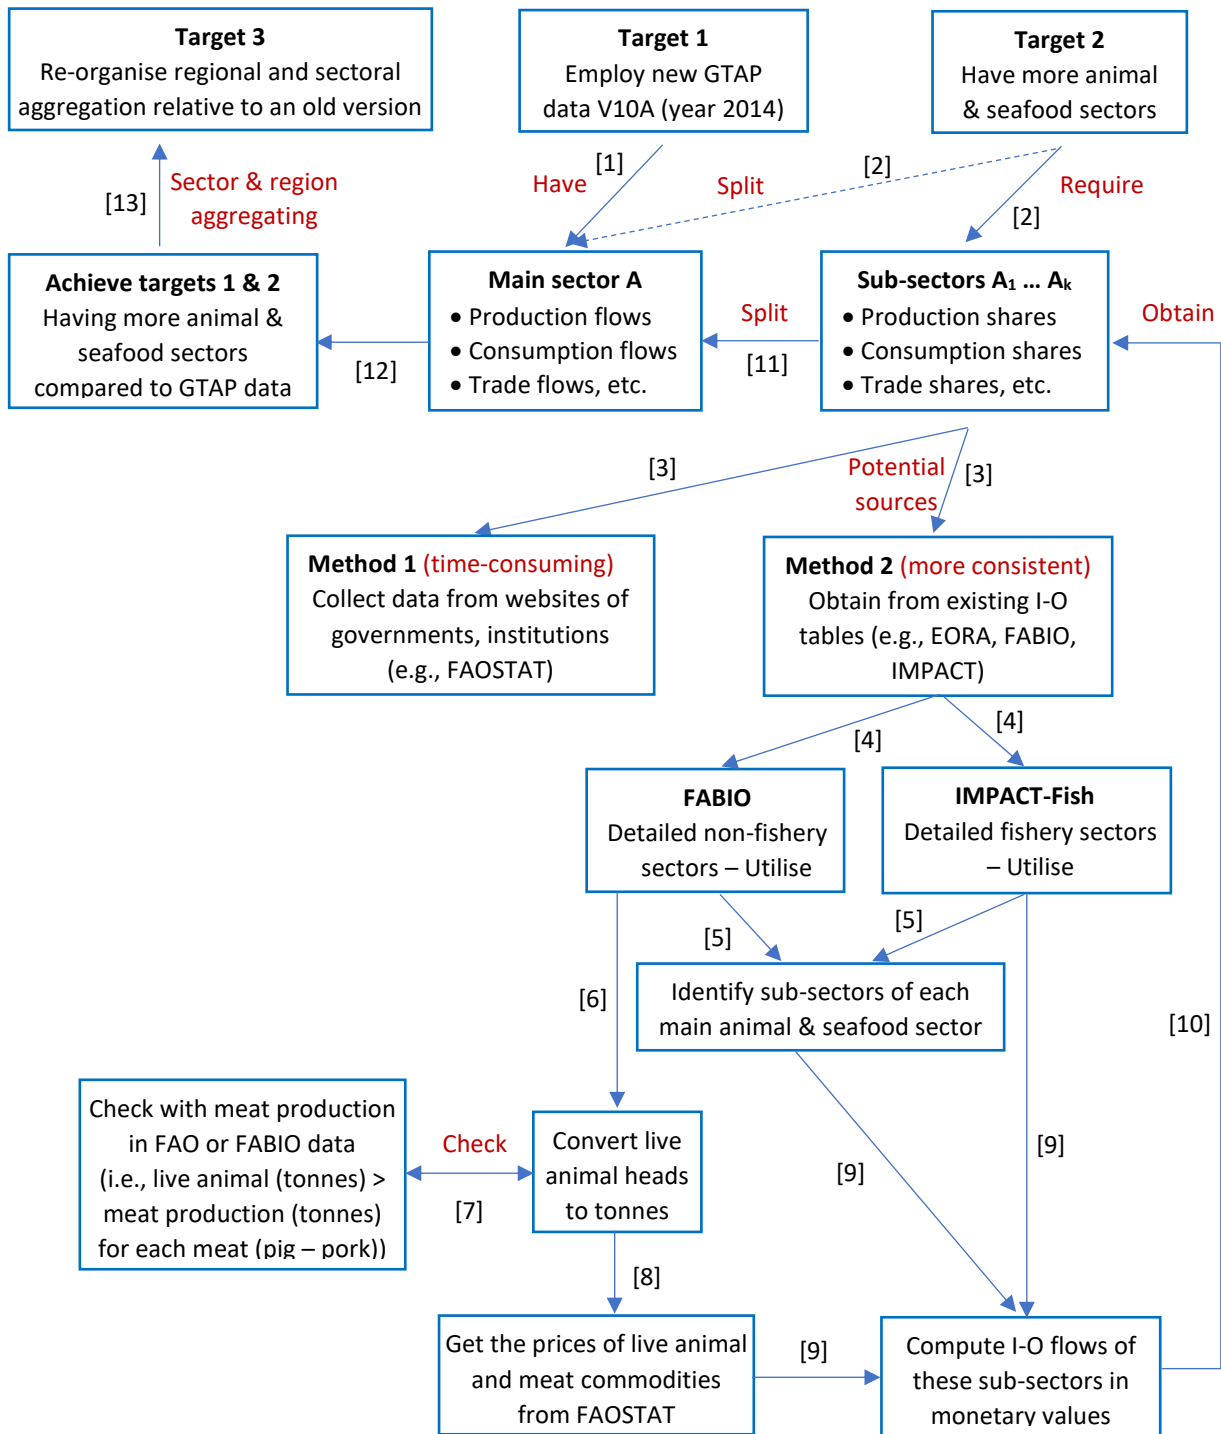 Target 3
Re-organise regional and sectoral
aggregation relative to an old version
Target 1
Employ new GTAP
data V10A (year 2014)
Target 2
Have more animal
& seafood sectors
[1]
Have
Split
[2]
Require
[2]
[13]
Sector & region
aggregating
Achieve targets 1 & 2
Having more animal &
seafood sectors
compared to GTAP data
[12]
Main sector A
• Production flows
• Consumption flows
• Trade flows, etc.
Split
[11]
Sub-sectors A₁ … Aₖ
• Production shares
• Consumption shares
• Trade shares, etc.
Obtain
[3]
Potential
sources
[3]
Method 1 (time-consuming)
Collect data from websites of
governments, institutions
(e.g., FAOSTAT)
Method 2 (more consistent)
Obtain from existing I-O
tables (e.g., EORA, FABIO,
IMPACT)
[4]
[4]
FABIO
Detailed non-fishery
sectors – Utilise
IMPACT-Fish
Detailed fishery sectors
– Utilise
[5]
[5]
[6]
Identify sub-sectors of each
main animal & seafood sector
[10]
Check with meat production
in FAO or FABIO data
(i.e., live animal (tonnes) >
meat production (tonnes)
for each meat (pig – pork))
Check
[7]
Convert live
animal heads
to tonnes
[9]
[9]
[8]
Get the prices of live animal
and meat commodities
from FAOSTAT
[9]
Compute I-O flows of
these sub-sectors in
monetary values